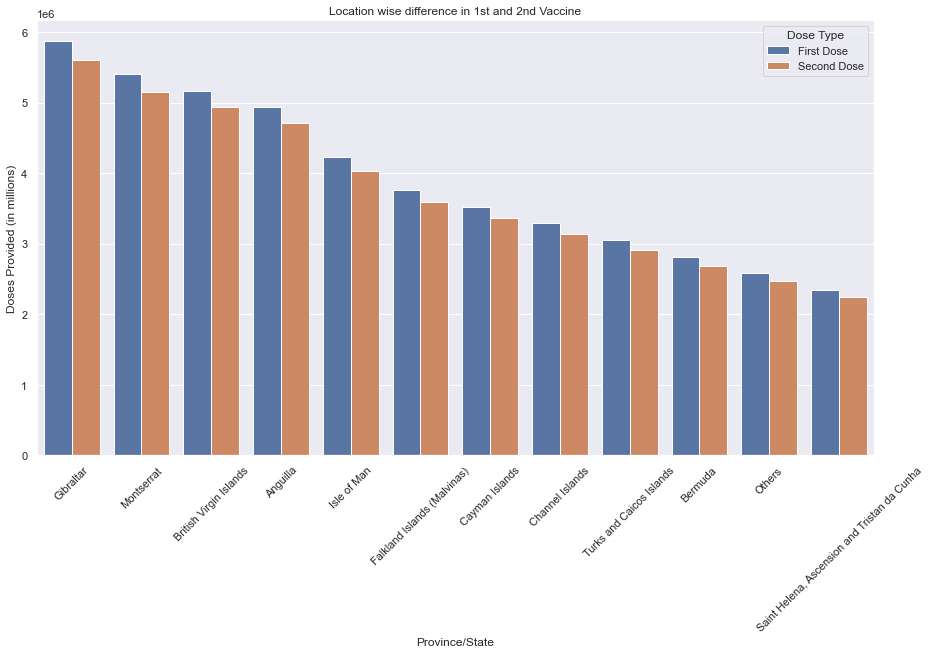 Location wise difference in 1st and 2nd Vaccine
1e6
Dose Type
First Dose
Second Dose
Doses Provided (in millions)
6
5
4
3
2
1
0
Gibraltar
Montserrat
British Virgin Islands
Anguilla
Isle of Man
Falkland Islands (Malvinas)
Cayman Islands
Channel Islands
Turks and Caicos Islands
Bermuda
Others
Saint Helena, Ascension and Tristan da Cunha
Province/State